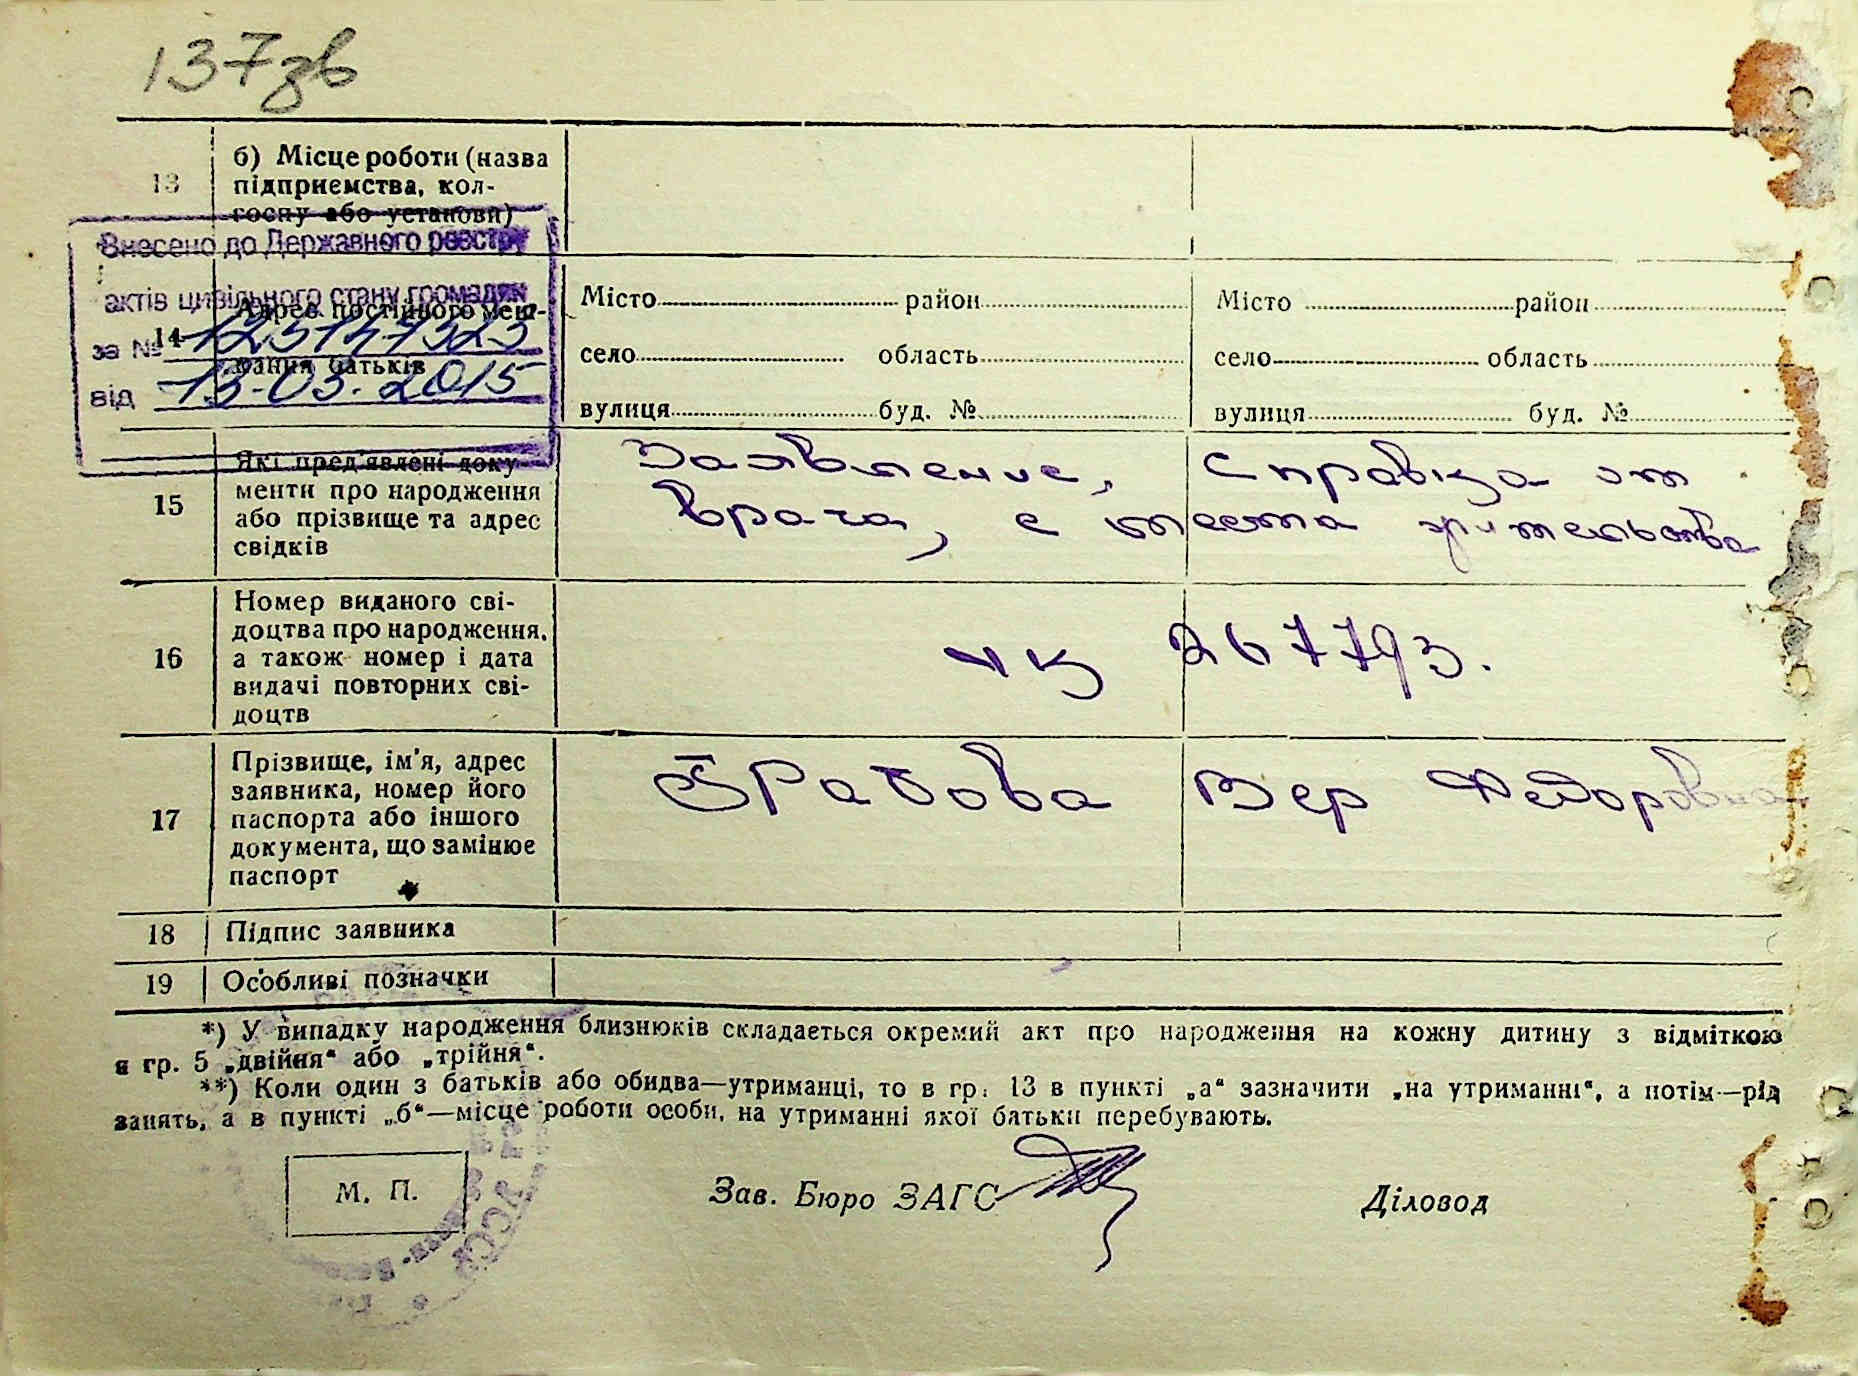 137зв
13
б) Місце роботи (назва
підприємства, кол-
госпу або установи)
Внесено до Державного реєстру
актів цивільного стану громадян
за №
від 13-03.2015
14
Адрес постійного меш-
кання батьків
Місто район
село область
вулиця буд. №
Місто район
село область
вулиця буд. №
15
Які пред'явлені доку-
менти про народження
або прізвище та адрес
свідків
Заявление, справка от
врача, с места жительства
16
Номер виданого сві-
доцтва про народження,
а також номер і дата
видачі повторних сві-
доцтв
ЧК 267793.
17
Прізвище, ім'я, адрес
заявника, номер його
паспорта або іншого
документа, що замінює
паспорт
Грабова Вер Федоровна
18
Підпис заявника
19
Особливі позначки
*) У випадку народження близнюків складається окремий акт про народження на кожну дитину з відміткою
в гр. 5 „двійня“ або „трійня“.
**) Коли один з батьків або обидва—утриманці, то в гр. 13 в пункті „а“ зазначити „на утриманні“, а потім—рід
занять, а в пункті „б“—місце роботи особи, на утриманні якої батьки перебувають.
М. П.
Зав. Бюро ЗАГС
Діловод
УССР